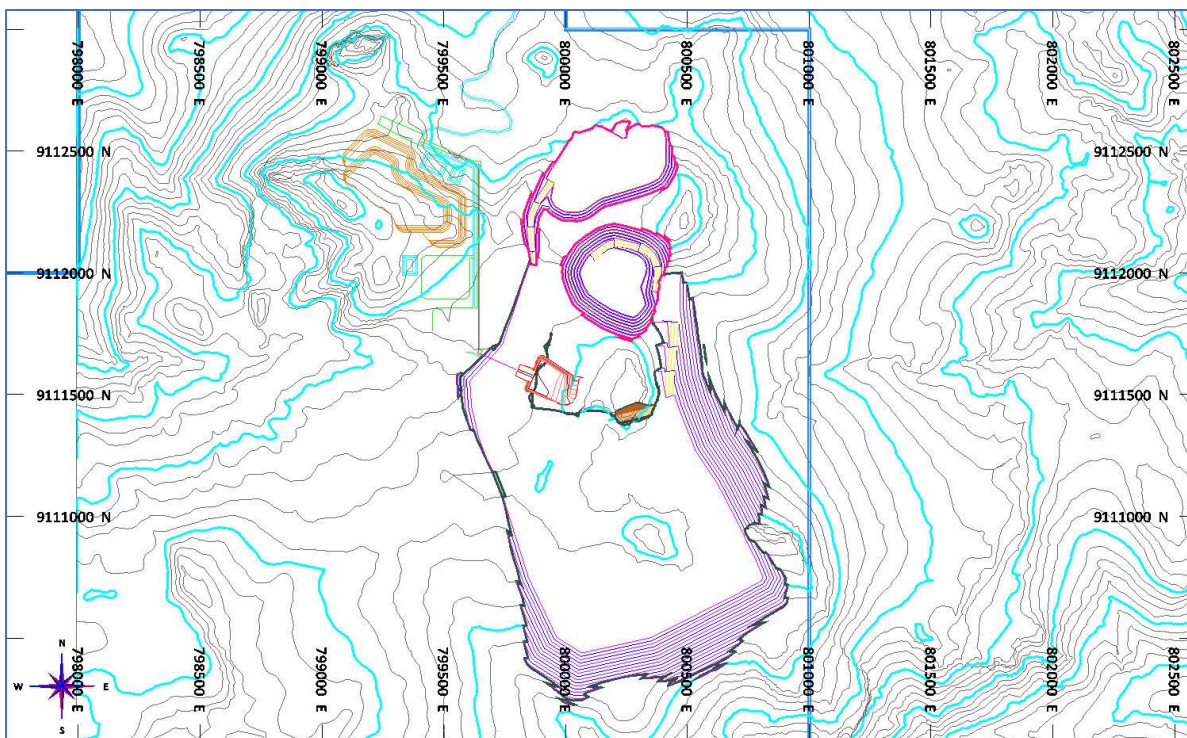 798000 E
798500 E
799000 E
799500 E
800000 E
800500 E
801000 E
801500 E
802000 E
802500 E
9112500 N
9112500 N
9112000 N
9112000 N
9111500 N
9111500 N
9111000 N
9111000 N
N
W E
S
798000 E
798500 E
799000 E
799500 E
800000 E
800500 E
801000 E
801500 E
802000 E
802500 E